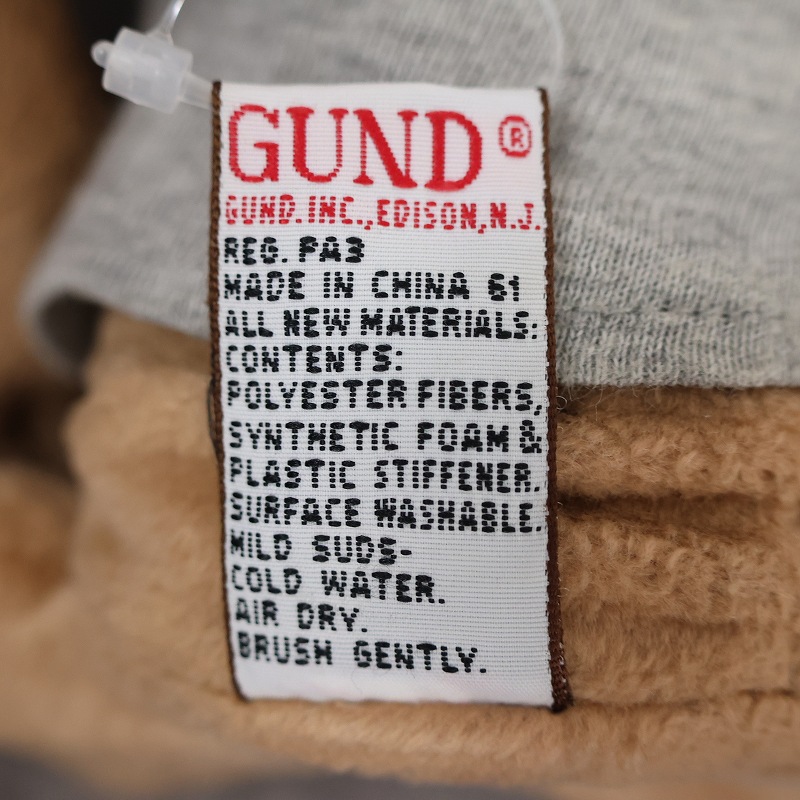 GUND®
GUND.INC.,EDISON,N.J.
REG. PA3
MADE IN CHINA 61
ALL NEW MATERIALS:
CONTENTS:
POLYESTER FIBERS,
SYNTHETIC FOAM &
PLASTIC STIFFENER.
SURFACE WASHABLE.
MILD SUDS-
COLD WATER.
AIR DRY.
BRUSH GENTLY.